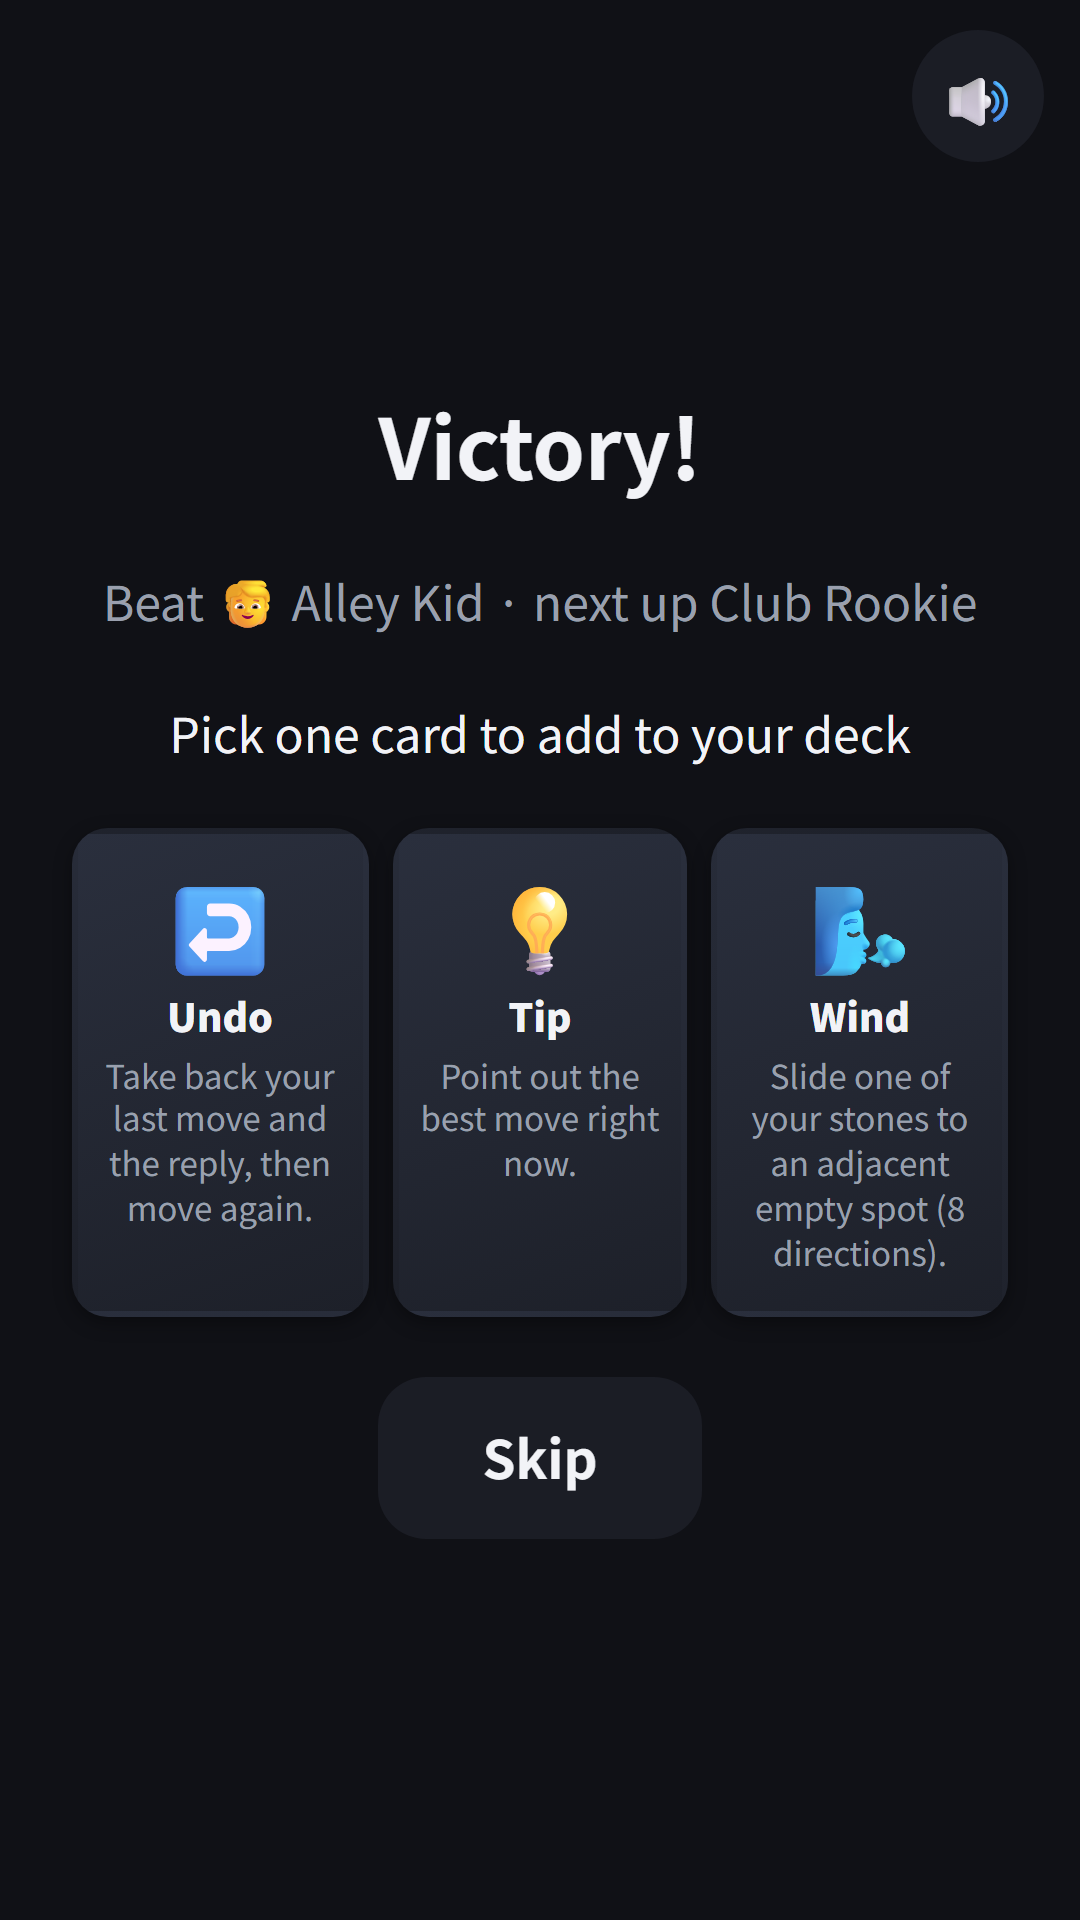 Victory!
Beat Alley Kid · next up Club Rookie
Pick one card to add to your deck
Undo
Take back your
last move and
the reply, then
move again.
Tip
Point out the
best move right
now.
Wind
Slide one of
your stones to
an adjacent
empty spot (8
directions).
Skip